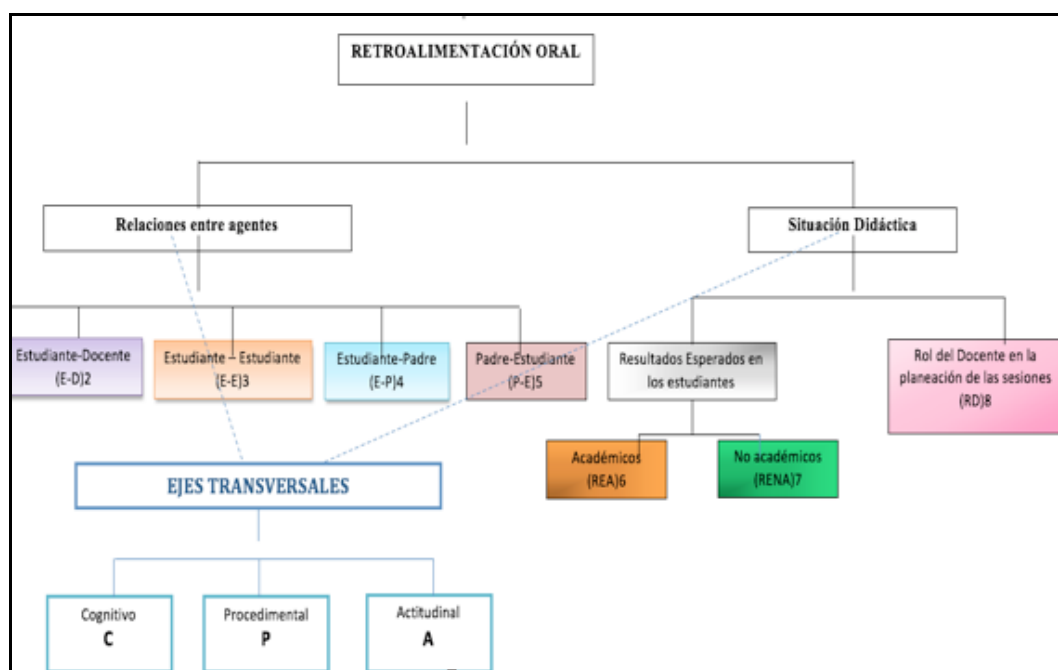 RETROALIMENTACIÓN ORAL
Relaciones entre agentes
Situación Didáctica
Estudiante-Docente
(E-D)2
Estudiante – Estudiante
(E-E)3
Estudiante-Padre
(E-P)4
Padre-Estudiante
(P-E)5
Resultados Esperados en
los estudiantes
Rol del Docente en la
planeación de las sesiones
(RD)8
Académicos
(REA)6
No académicos
(RENA)7
EJES TRANSVERSALES
Cognitivo
C
Procedimental
P
Actitudinal
A